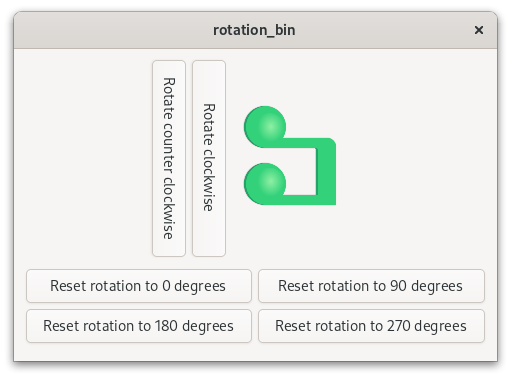 rotation_bin
Rotate counter clockwise
Rotate clockwise
Reset rotation to 0 degrees
Reset rotation to 90 degrees
Reset rotation to 180 degrees
Reset rotation to 270 degrees